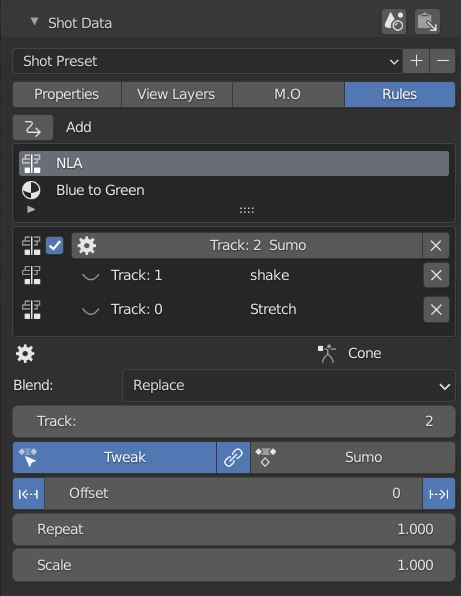 Shot Data
Shot Preset
Properties View Layers M.O Rules
Add
NLA
Blue to Green
Track: 2 Sumo
Track: 1 shake
Track: 0 Stretch
Cone
Blend: Replace
Track: 2
Tweak Sumo
Offset 0
Repeat 1.000
Scale 1.000